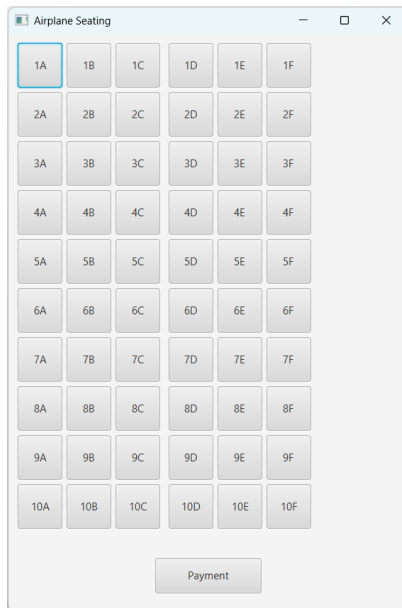 Airplane Seating
1A 1B 1C 1D 1E 1F
2A 2B 2C 2D 2E 2F
3A 3B 3C 3D 3E 3F
4A 4B 4C 4D 4E 4F
5A 5B 5C 5D 5E 5F
6A 6B 6C 6D 6E 6F
7A 7B 7C 7D 7E 7F
8A 8B 8C 8D 8E 8F
9A 9B 9C 9D 9E 9F
10A 10B 10C 10D 10E 10F
Payment